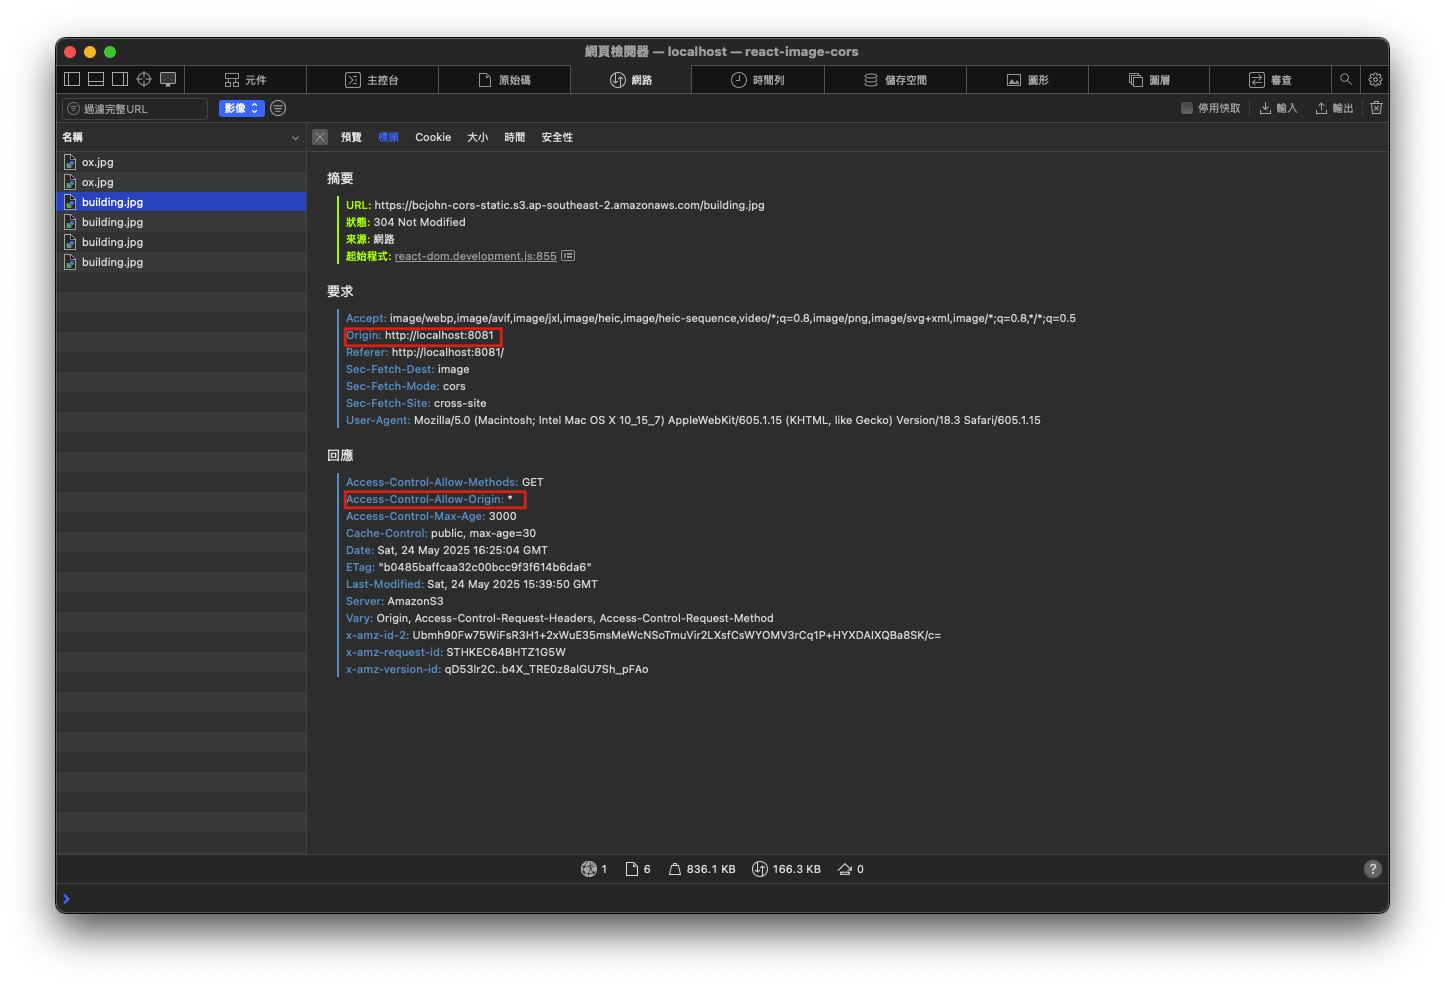 網頁檢閱器 — localhost — react-image-cors
元件
主控台
原始碼
網路
時間列
儲存空間
圖形
圖層
審查
過濾完整URL
影像
停用快取
輸入
輸出
名稱
預覽
標頭
Cookie
大小
時間
安全性
ox.jpg
ox.jpg
building.jpg
building.jpg
building.jpg
building.jpg
摘要
URL: https://bcjohn-cors-static.s3.ap-southeast-2.amazonaws.com/building.jpg
狀態: 304 Not Modified
來源: 網路
起始程式: react-dom.development.js:855
要求
Accept: image/webp,image/avif,image/jxl,image/heic,image/heic-sequence,video/*;q=0.8,image/png,image/svg+xml,image/*;q=0.8,*/*;q=0.5
Origin: http://localhost:8081
Referer: http://localhost:8081/
Sec-Fetch-Dest: image
Sec-Fetch-Mode: cors
Sec-Fetch-Site: cross-site
User-Agent: Mozilla/5.0 (Macintosh; Intel Mac OS X 10_15_7) AppleWebKit/605.1.15 (KHTML, like Gecko) Version/18.3 Safari/605.1.15
回應
Access-Control-Allow-Methods: GET
Access-Control-Allow-Origin: *
Access-Control-Max-Age: 3000
Cache-Control: public, max-age=30
Date: Sat, 24 May 2025 16:25:04 GMT
ETag: "b0485baffcaa32c00bcc9f3f614b6da6"
Last-Modified: Sat, 24 May 2025 15:39:50 GMT
Server: AmazonS3
Vary: Origin, Access-Control-Request-Headers, Access-Control-Request-Method
x-amz-id-2: Ubmh90Fw75WiFsR3H1+2xWuE35msMeWcNSoTmuVir2LXsfCsWYOMV3rCq1P+HYXDAIXQBa8SK/c=
x-amz-request-id: STHKEC64BHTZ1G5W
x-amz-version-id: qD53lr2C..b4X_TRE0z8alGU7Sh_pFAo
1
6
836.1 KB
166.3 KB
0
?